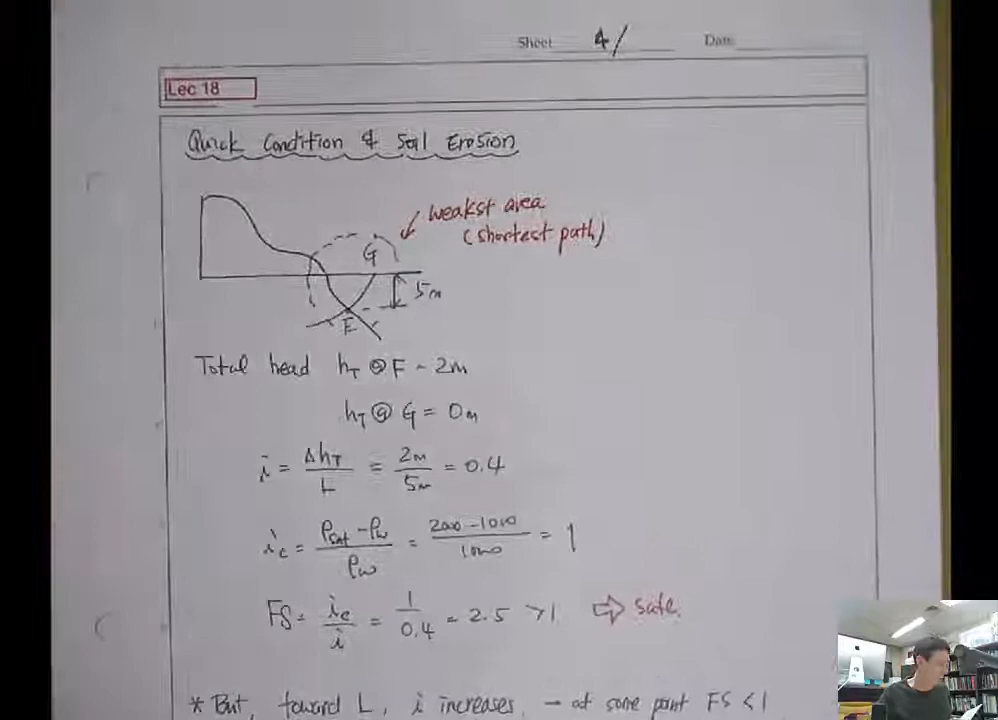 Sheet 4/ Date
Lec 18
Quick Condition & Soil Erosion
weakst area
(shortest path)
G
5m
F
Total head hT @ F - 2m
hT @ G = 0m
i = ΔhT / L = 2m / 5m = 0.4
ic = ρsat - ρw / ρw = 2000 - 1000 / 1000 = 1
FS = ic / i = 1 / 0.4 = 2.5 > 1 ⇒ safe.
* But, toward L, i increases, - at some point FS < 1